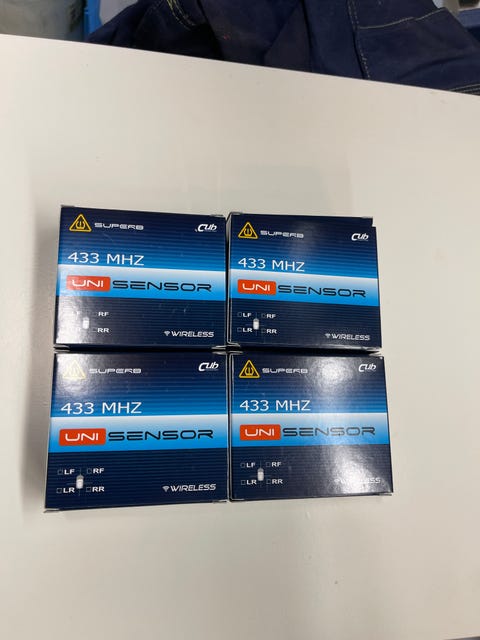 SUPERB
cub
433 MHZ
UNI SENSOR
RF
RR
WIRELESS
SUPERB
cub
433 MHZ
UNI SENSOR
LF RF
LR RR
WIRELESS
SUPERB
cub
433 MHZ
UNI SENSOR
LF RF
LR RR
WIRELESS
SUPERB
cub
433 MHZ
UNI SENSOR
LF RF
LR RR
WIRELESS